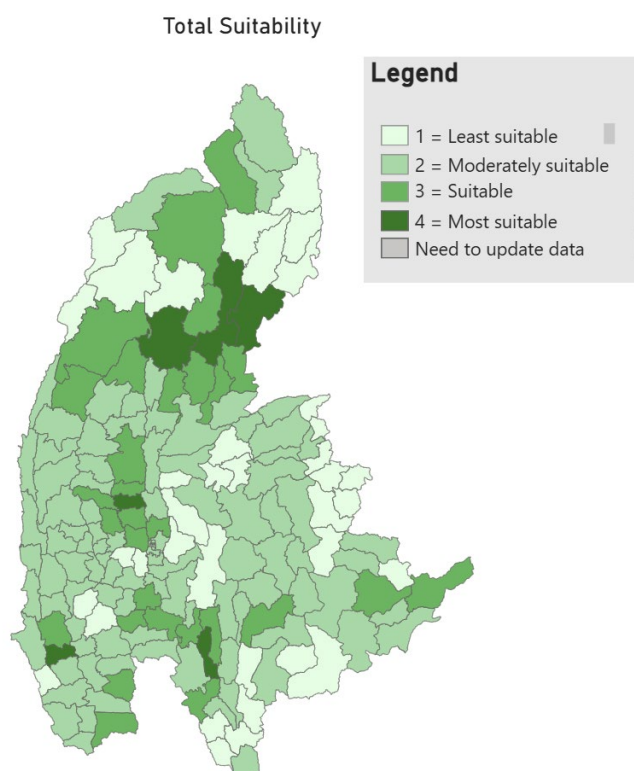 Total Suitability
Legend
1 = Least suitable
2 = Moderately suitable
3 = Suitable
4 = Most suitable
Need to update data